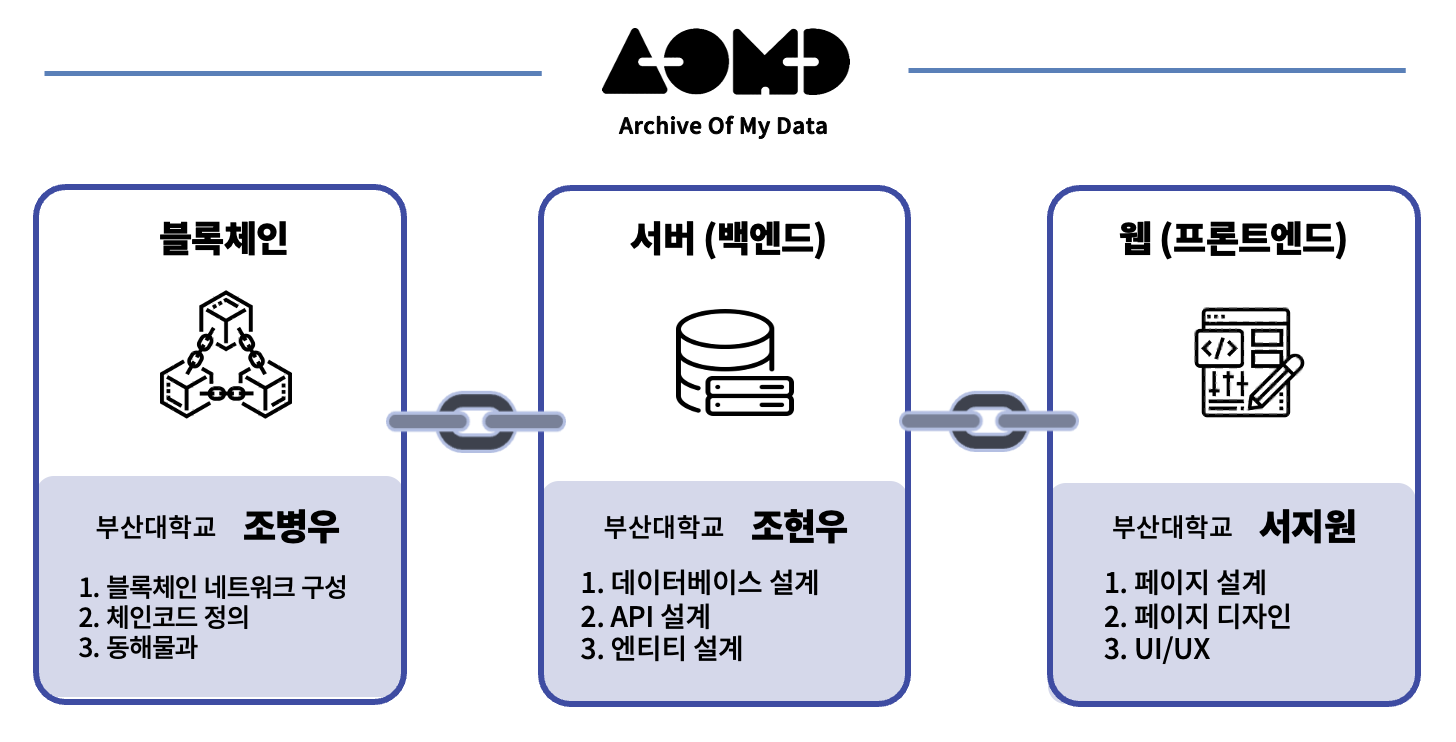 AOMD
Archive Of My Data
블록체인
부산대학교 조병우
1. 블록체인 네트워크 구성
2. 체인코드 정의
3. 동해물과
서버 (백엔드)
부산대학교 조현우
1. 데이터베이스 설계
2. API 설계
3. 엔티티 설계
웹 (프론트엔드)
</>
부산대학교 서지원
1. 페이지 설계
2. 페이지 디자인
3. UI/UX